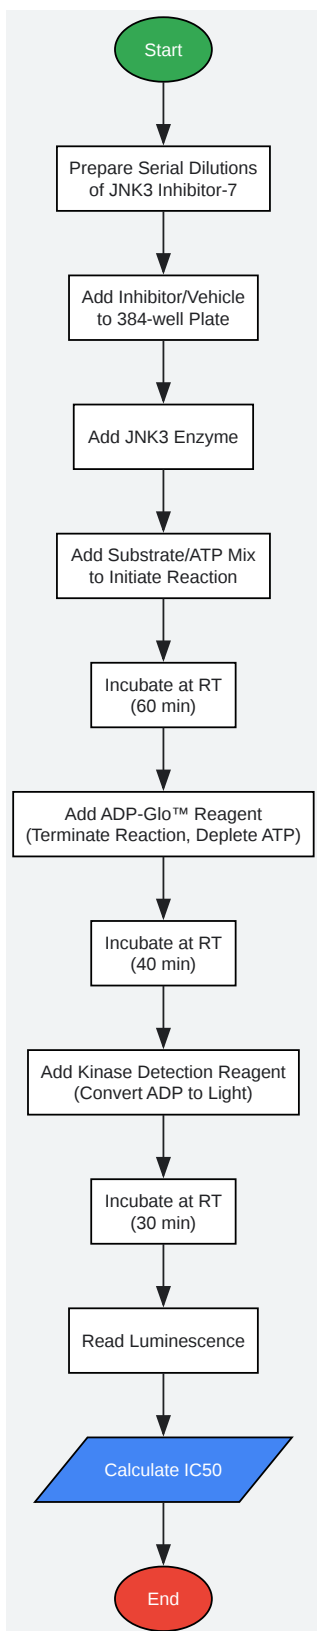 Start
Prepare Serial Dilutions
of JNK3 Inhibitor-7
Add Inhibitor/Vehicle
to 384-well Plate
Add JNK3 Enzyme
Add Substrate/ATP Mix
to Initiate Reaction
Incubate at RT
(60 min)
Add ADP-Glo™ Reagent
(Terminate Reaction, Deplete ATP)
Incubate at RT
(40 min)
Add Kinase Detection Reagent
(Convert ADP to Light)
Incubate at RT
(30 min)
Read Luminescence
Calculate IC50
End